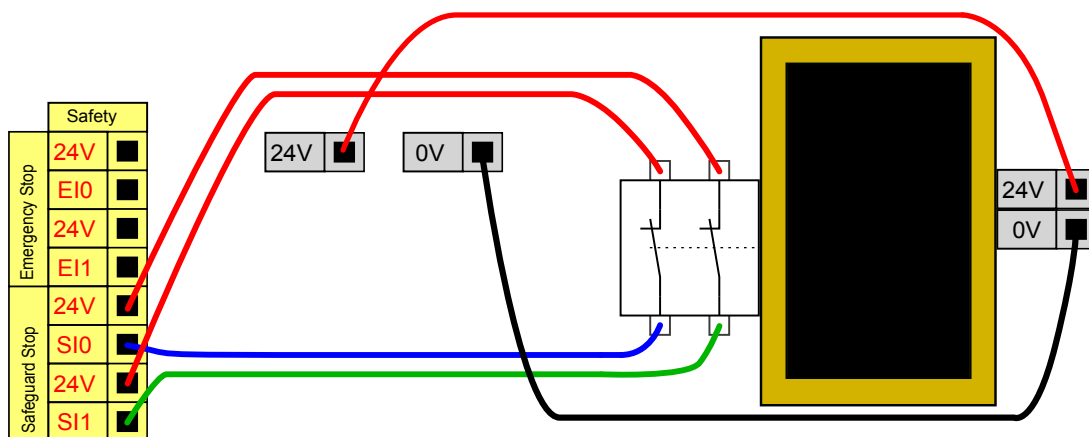 Safety
Emergency Stop
24V
EI0
24V
EI1
Safeguard Stop
24V
SI0
24V
SI1
24V
0V
24V
0V